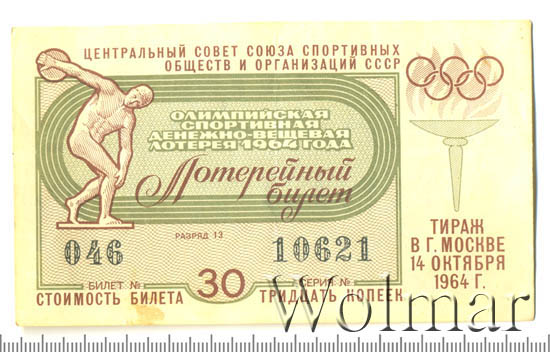 ЦЕНТРАЛЬНЫЙ СОВЕТ СОЮЗА СПОРТИВНЫХ
ОБЩЕСТВ И ОРГАНИЗАЦИЙ СССР
ОЛИМПИЙСКАЯ
СПОРТИВНАЯ
ДЕНЕЖНО-ВЕЩЕВАЯ
ЛОТЕРЕЯ 1964 ГОДА
Лотерейный
билет
046
РАЗРЯД 13
10621
БИЛЕТ №
30
СЕРИЯ №
СТОИМОСТЬ БИЛЕТА
ТРИДЦАТЬ КОПЕЕК
ТИРАЖ
В Г. МОСКВЕ
14 ОКТЯБРЯ
1964 Г.
Wolmar